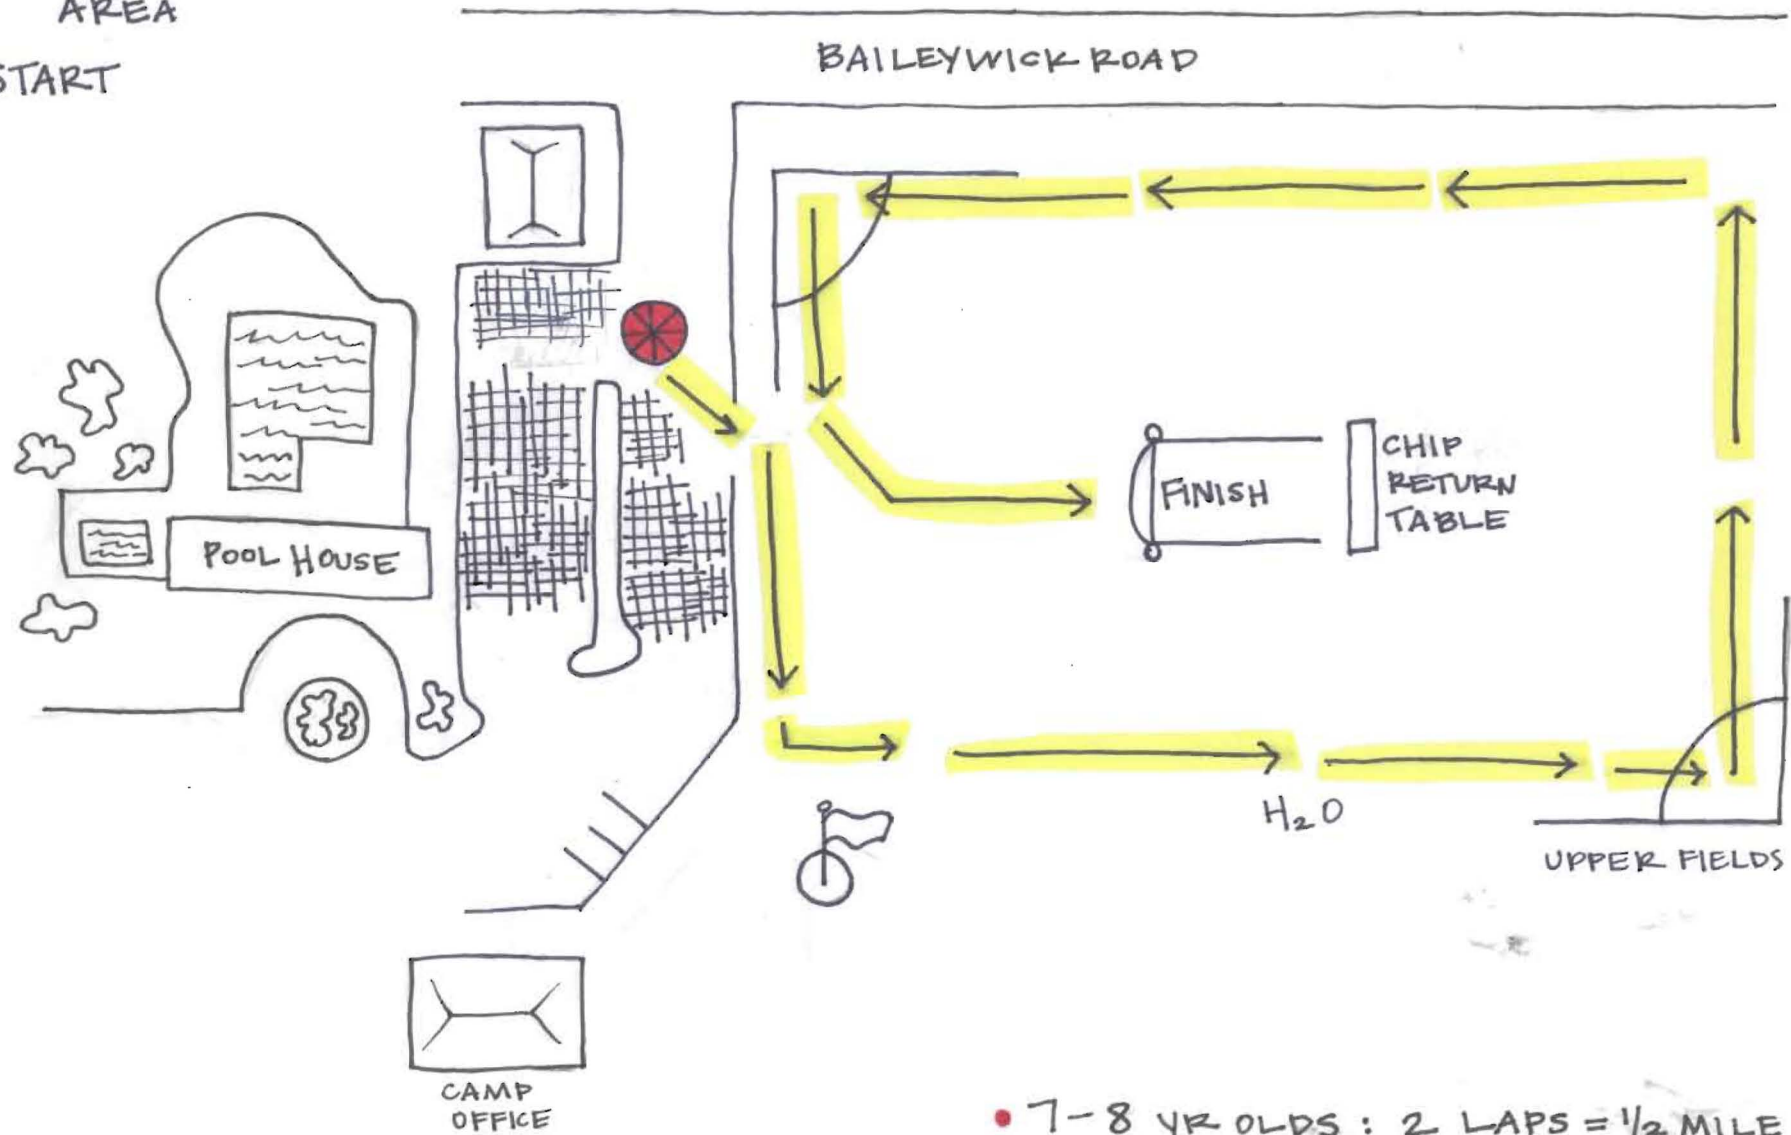 AREA
START
BAILEYWICK ROAD
CHIP
RETURN
TABLE
FINISH
POOL HOUSE
H₂O
UPPER FIELDS
CAMP
OFFICE
• 7-8 YR OLDS : 2 LAPS = ½ MILE